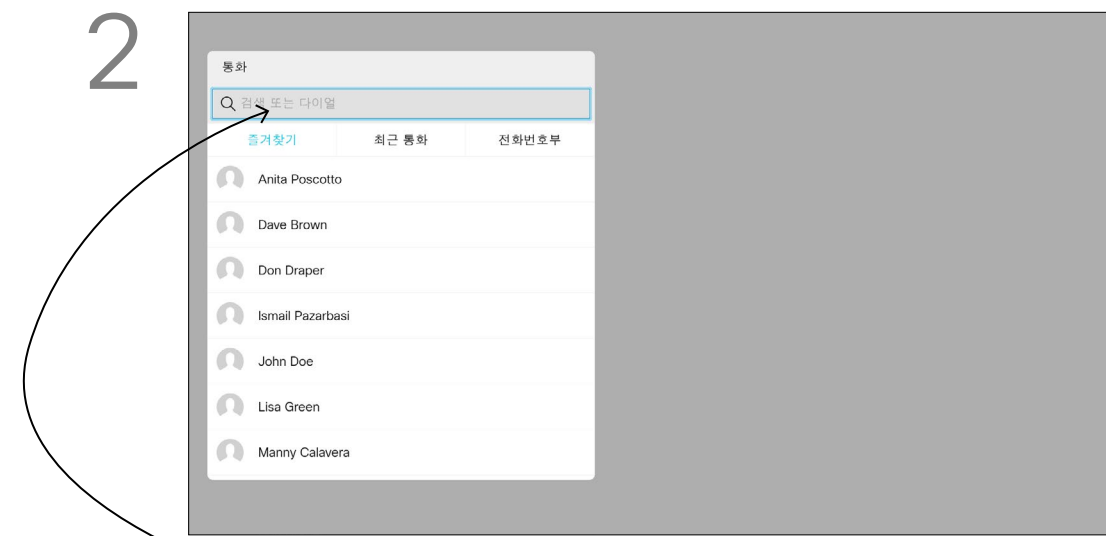 2
통화
검색 또는 다이얼
즐겨찾기 최근 통화 전화번호부
Anita Poscotto
Dave Brown
Don Draper
Ismail Pazarbasi
John Doe
Lisa Green
Manny Calavera